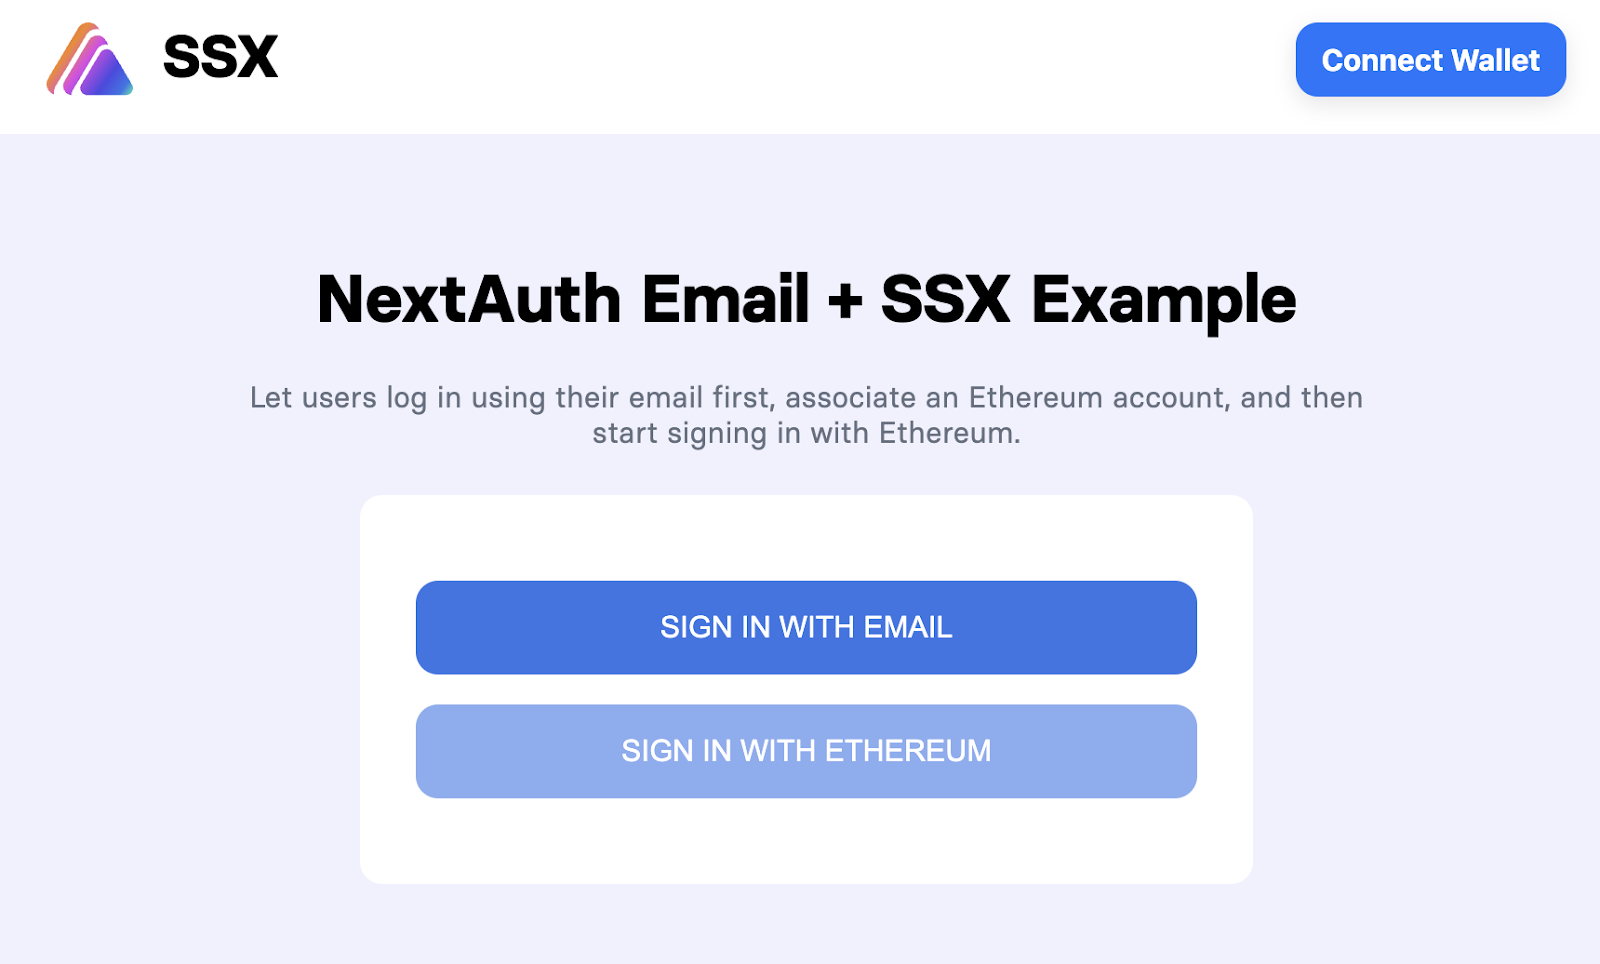 SSX
Connect Wallet
NextAuth Email + SSX Example
Let users log in using their email first, associate an Ethereum account, and then
start signing in with Ethereum.
SIGN IN WITH EMAIL
SIGN IN WITH ETHEREUM